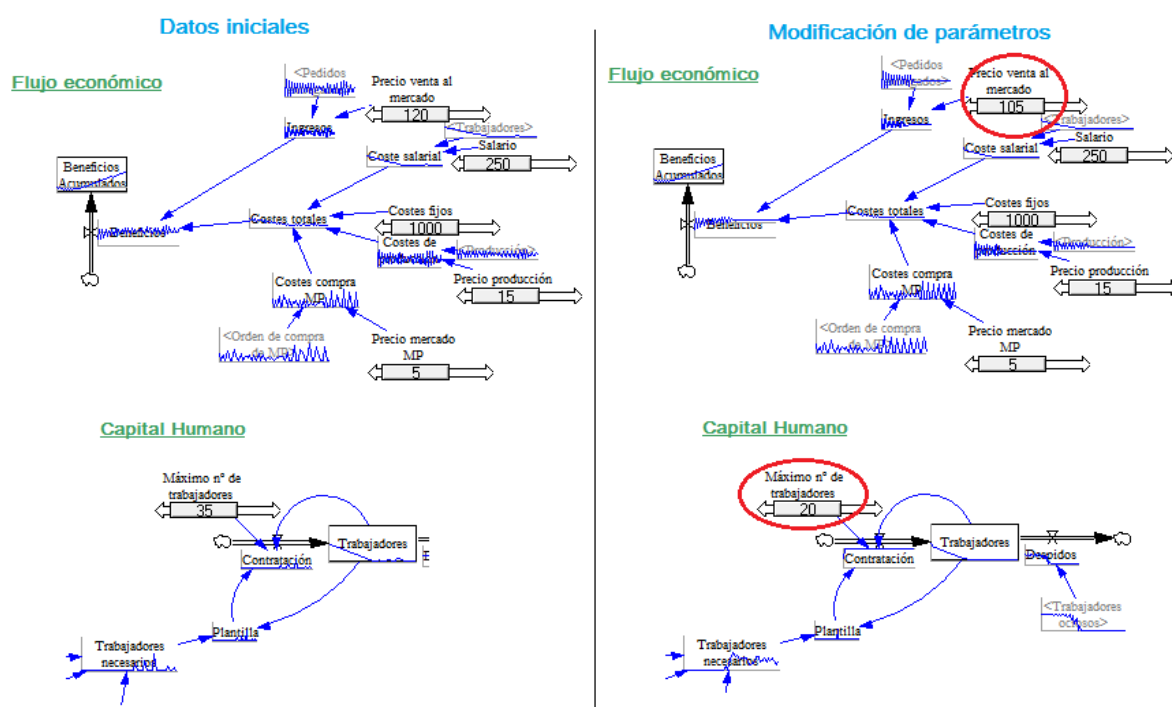 Datos iniciales
Flujo económico
<Pedidos
Precio venta al
mercado
120
Ingresos
<Trabajadores>
Salario
250
Coste salarial
Beneficios
Acumulados
Costes totales
Costes fijos
1000
Beneficios
Costes de
<Producción>
Precio producción
15
Costes compra
MP
<Orden de compra
de MP>
Precio mercado
MP
5
Capital Humano
Máximo nº de
trabajadores
35
Trabajadores
Contratación
Plantilla
Trabajadores
necesarios
Modificación de parámetros
Flujo económico
<Pedidos
Precio venta al
mercado
105
Ingresos
<Trabajadores>
Salario
250
Coste salarial
Beneficios
Acumulados
Costes totales
Costes fijos
1000
Beneficios
Costes de
producción
<Producción>
Precio producción
15
Costes compra
MP
<Orden de compra
de MP>
Precio mercado
MP
5
Capital Humano
Máximo nº de
trabajadores
20
Trabajadores
Contratación
Despidos
<Trabajadores
ociosos>
Plantilla
Trabajadores
necesarios